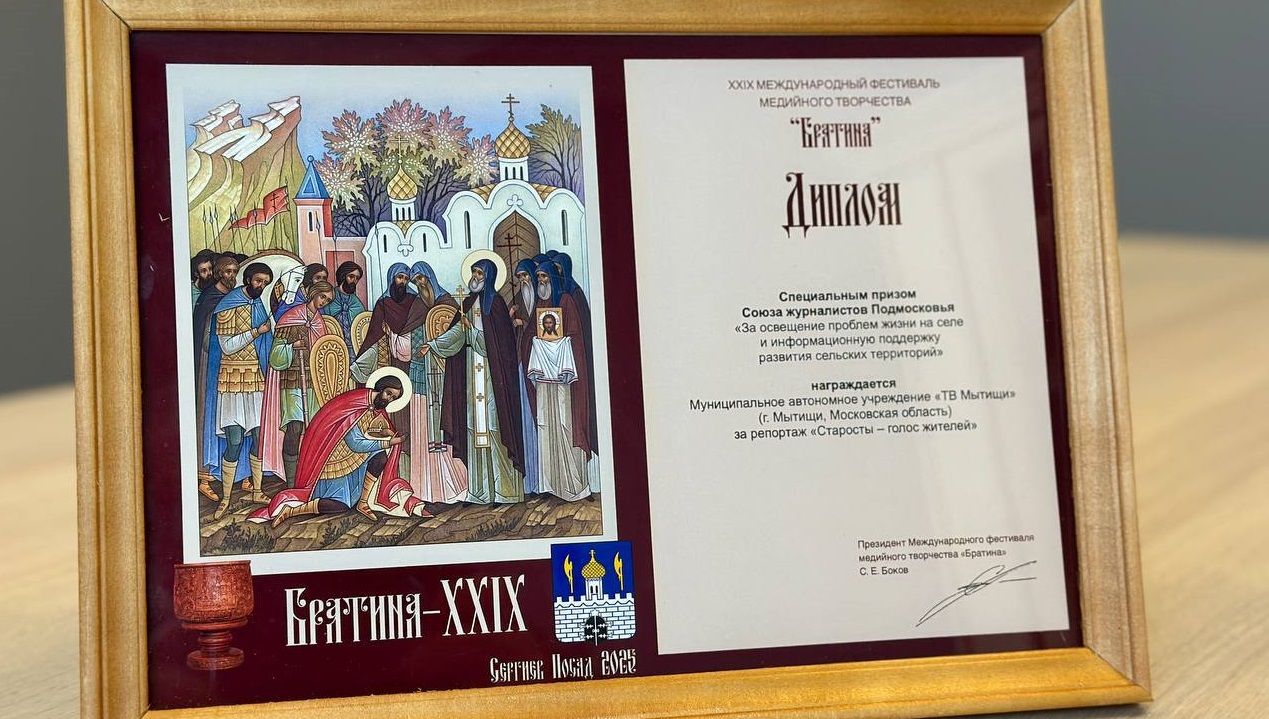 Братина–XXIX
Сергиев Посад 2025
XXIX МЕЖДУНАРОДНЫЙ ФЕСТИВАЛЬ
МЕДИЙНОГО ТВОРЧЕСТВА
“Братина”
Диплом
Специальным призом
Союза журналистов Подмосковья
«За освещение проблем жизни на селе
и информационную поддержку
развития сельских территорий»
награждается
Муниципальное автономное учреждение «ТВ Мытищи»
(г. Мытищи, Московская область)
за репортаж «Старосты – голос жителей»
Президент Международного фестиваля
медийного творчества «Братина»
С. Е. Боков